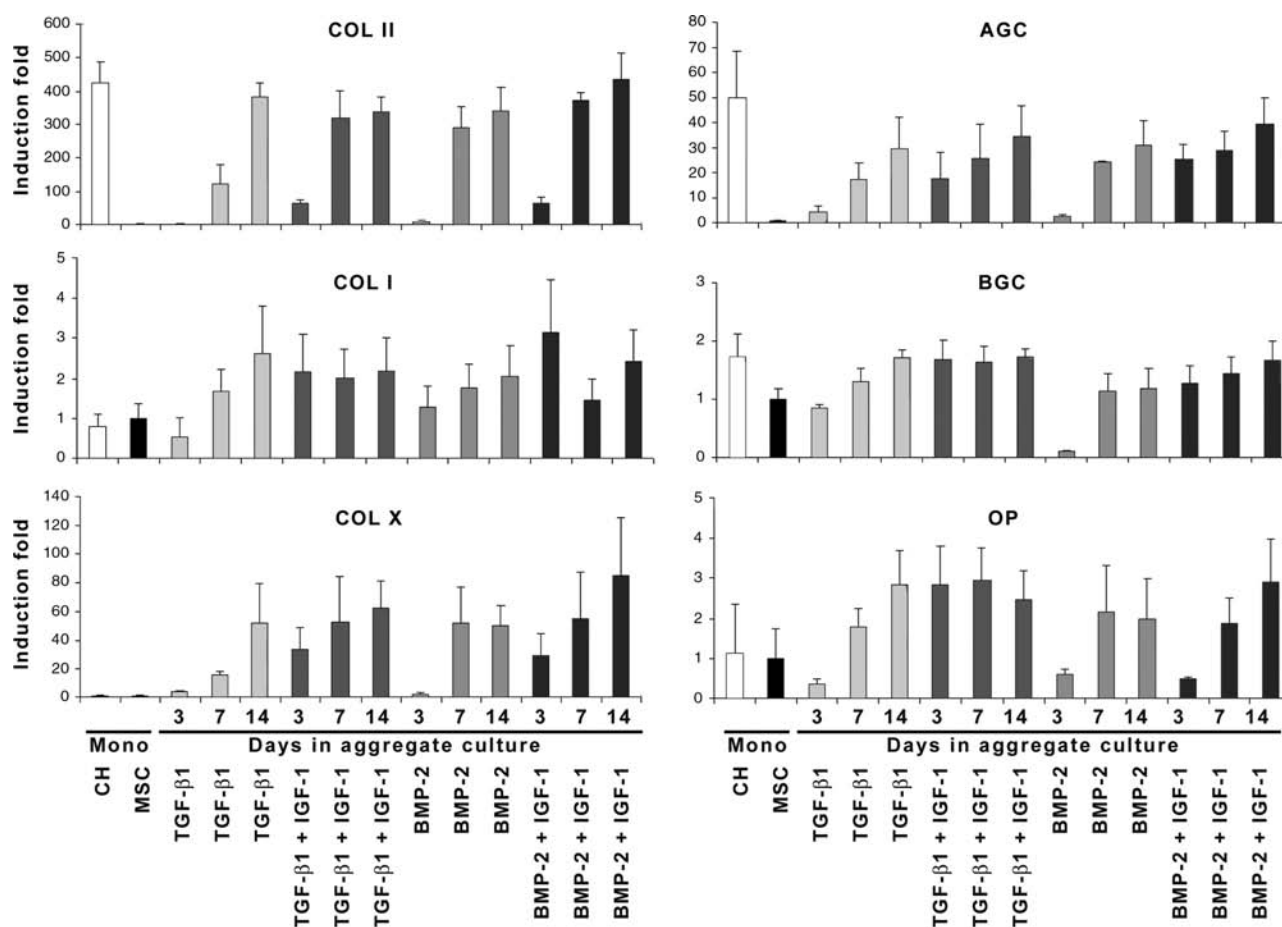 COL II
Induction fold
600
500
400
300
200
100
0
AGC
80
70
60
50
40
30
20
10
0
COL I
Induction fold
5
4
3
2
1
0
BGC
3
2
1
0
COL X
Induction fold
140
120
100
80
60
40
20
0
OP
5
4
3
2
1
0
3 7 14 3 7 14 3 7 14 3 7 14
Mono Days in aggregate culture
CH
MSC
TGF-β1
TGF-β1
TGF-β1
TGF-β1 + IGF-1
TGF-β1 + IGF-1
TGF-β1 + IGF-1
BMP-2
BMP-2
BMP-2
BMP-2 + IGF-1
BMP-2 + IGF-1
BMP-2 + IGF-1
3 7 14 3 7 14 3 7 14 3 7 14
Mono Days in aggregate culture
CH
MSC
TGF-β1
TGF-β1
TGF-β1
TGF-β1 + IGF-1
TGF-β1 + IGF-1
TGF-β1 + IGF-1
BMP-2
BMP-2
BMP-2
BMP-2 + IGF-1
BMP-2 + IGF-1
BMP-2 + IGF-1